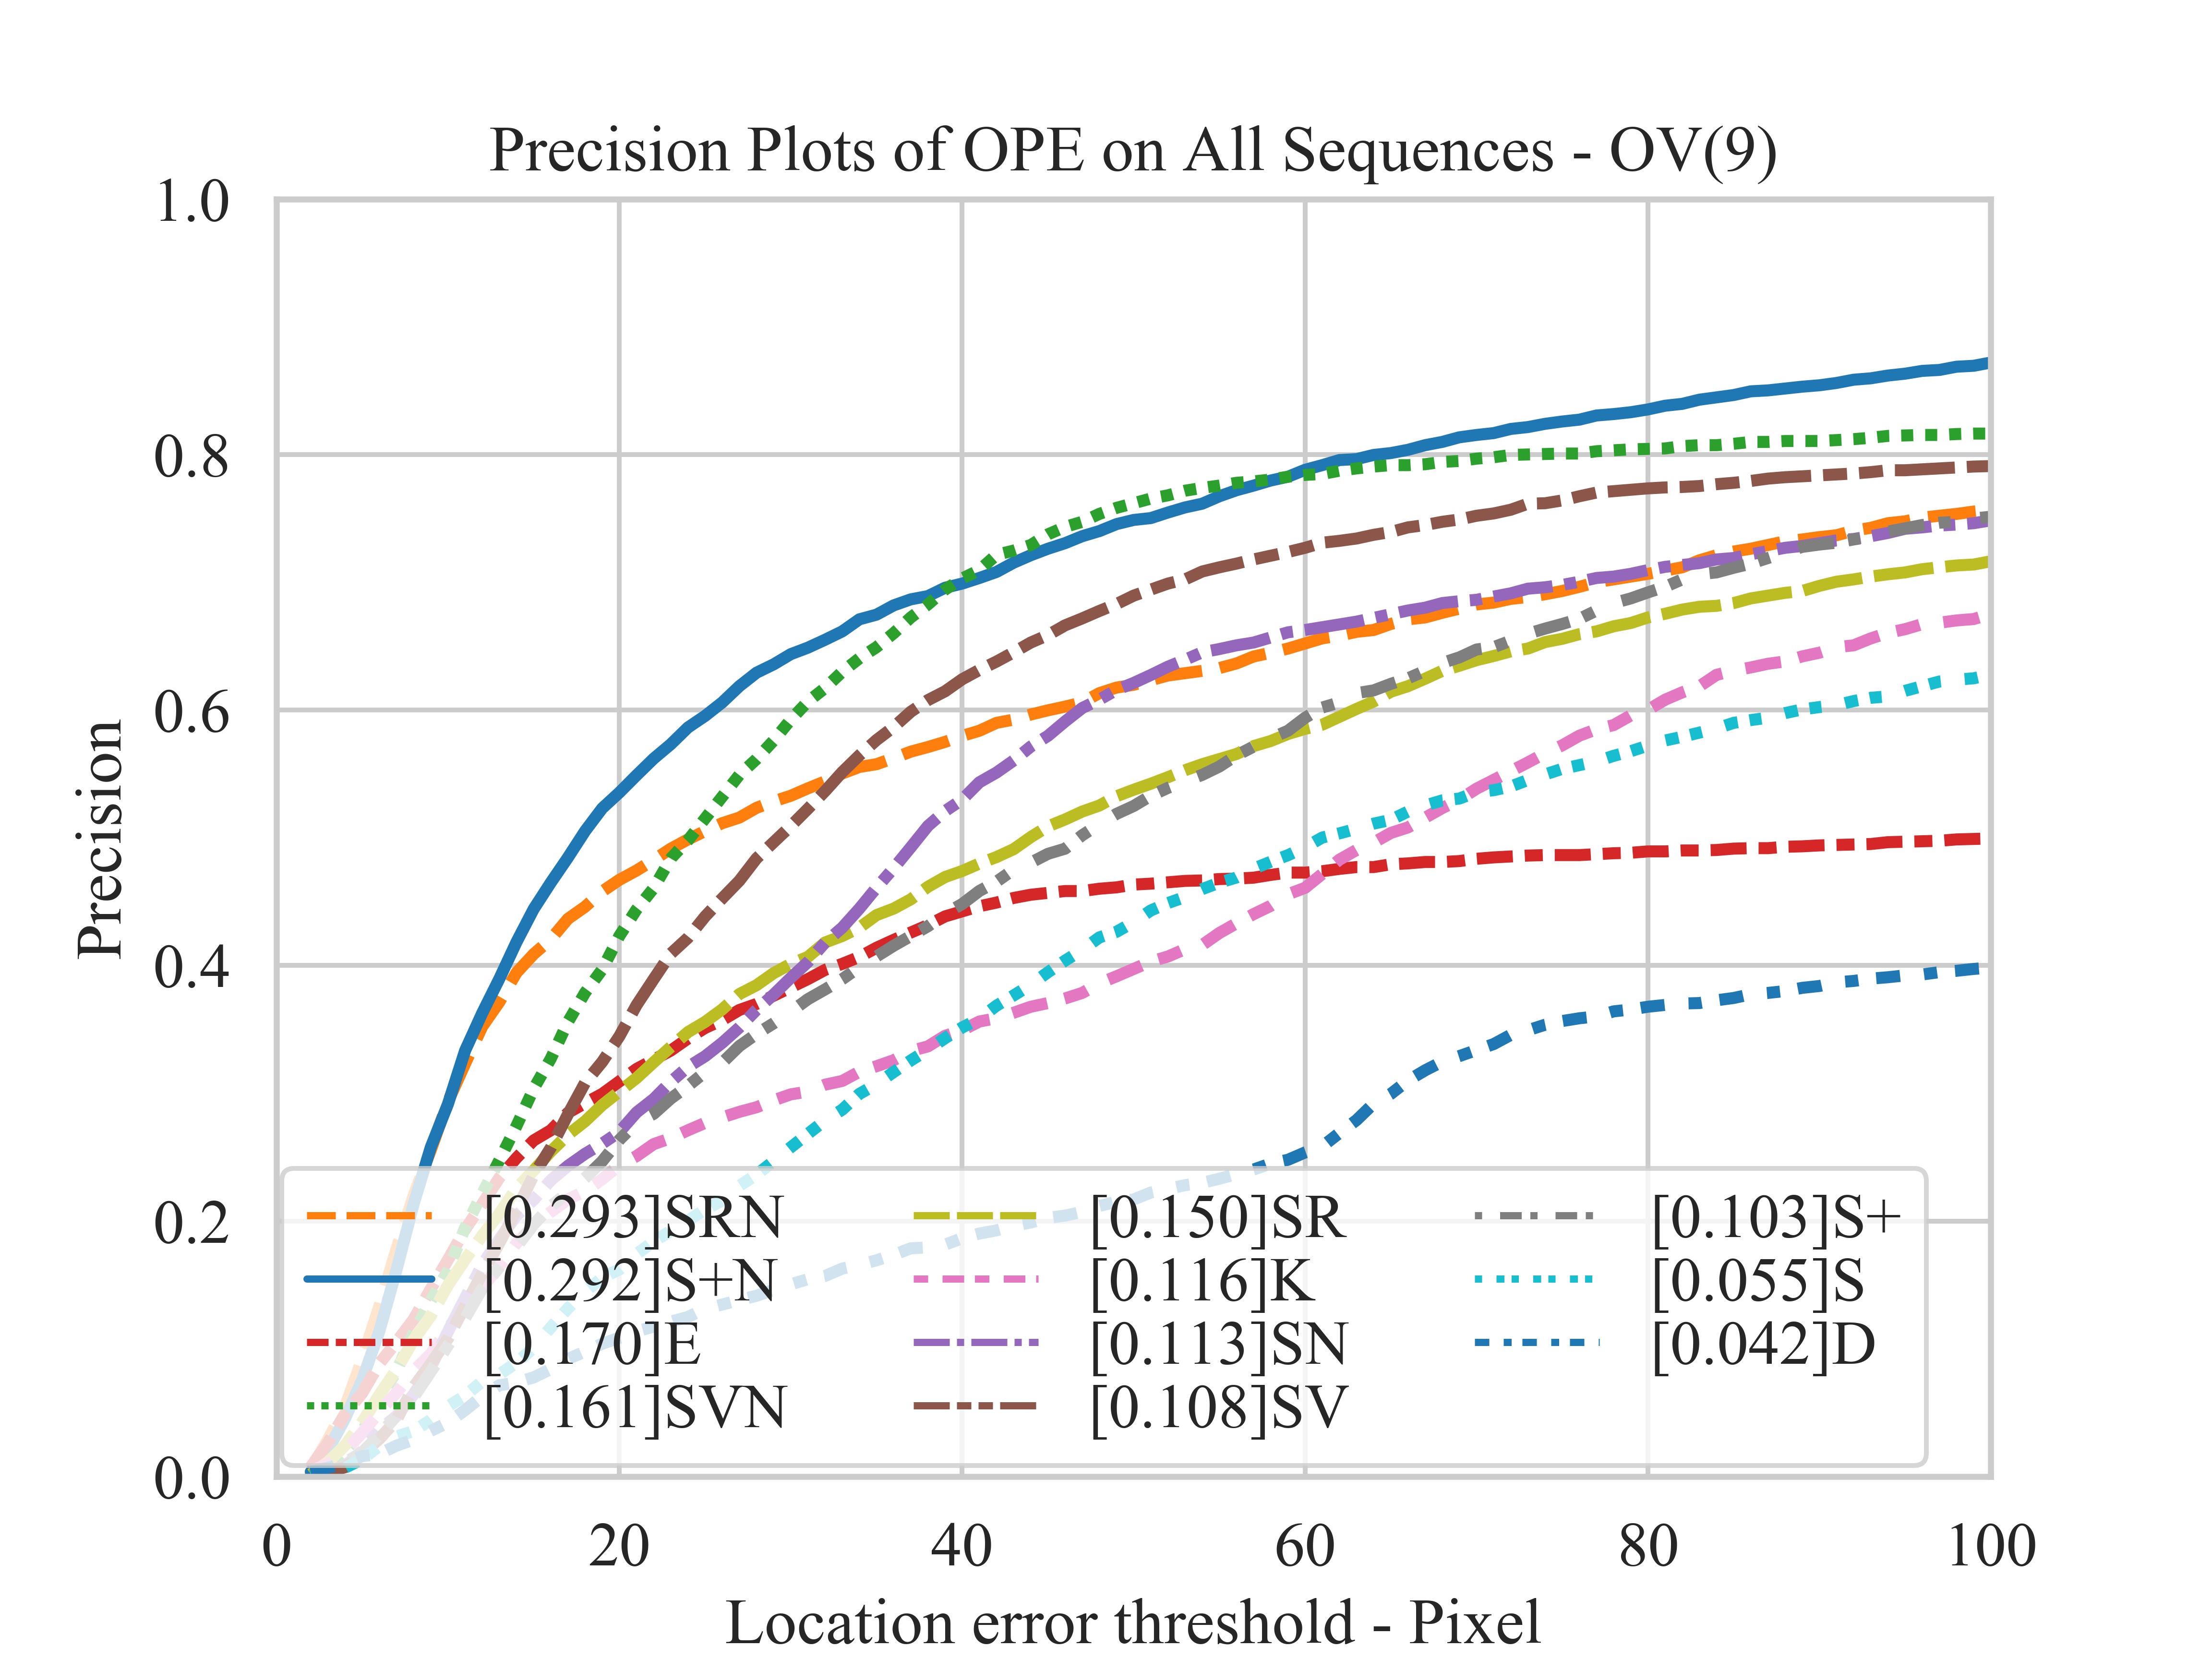 Precision Plots of OPE on All Sequences - OV(9)
1.0
0.8
0.6
0.4
0.2
0.0
Precision
[0.293]SRN
[0.292]S+N
[0.170]E
[0.161]SVN
[0.150]SR
[0.116]K
[0.113]SN
[0.108]SV
[0.103]S+
[0.055]S
[0.042]D
0 20 40 60 80 100
Location error threshold - Pixel